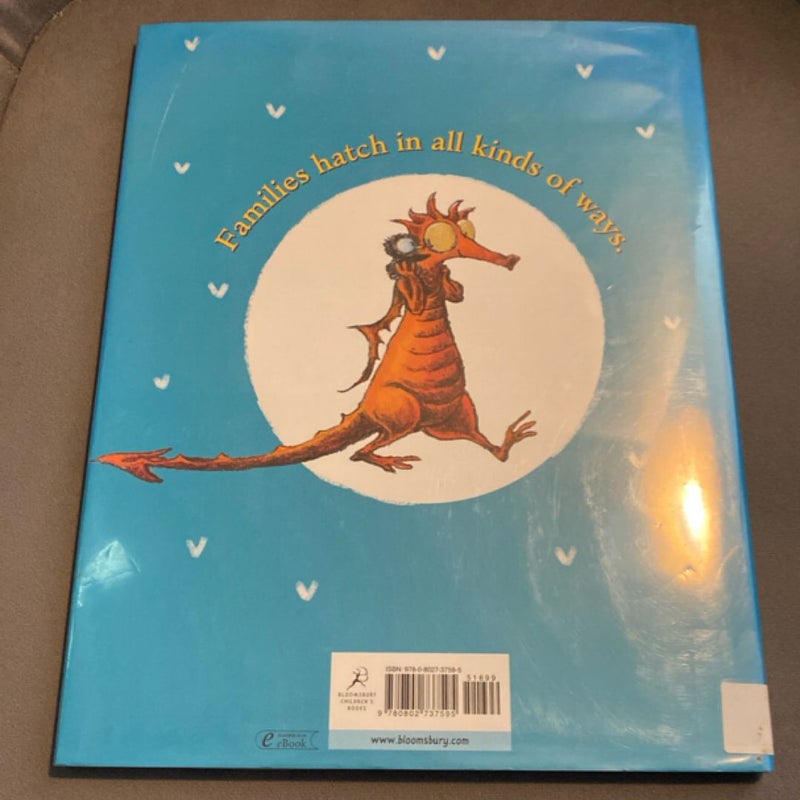 Families hatch in all kinds of ways.
ISBN: 978-0-8027-3759-5
51699
BLOOMSBURY
CHILDREN'S
BOOKS
9 780802 737595
e eBook
www.bloomsbury.com